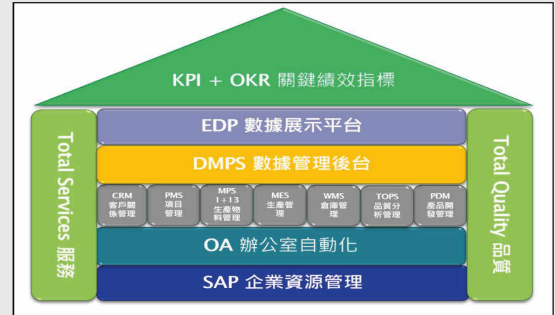 KPI + OKR 關鍵績效指標
EDP 數據展示平台
DMPS 數據管理後台
CRM
客戶關
係管理
PMS
項目
管理
MPS
1+13
生產物
料管理
MES
生產管
理
WMS
倉庫管
理
TOPS
品質分
析管理
PDM
產品開
發管理
OA 辦公室自動化
SAP 企業資源管理
Total Services 服務
Total Quality 品質